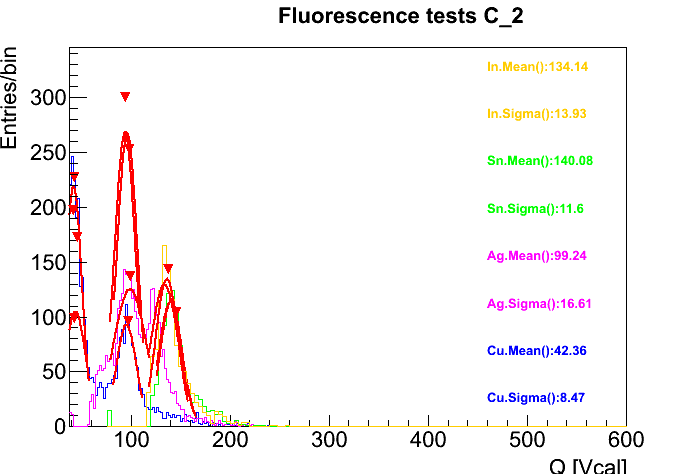 Fluorescence tests C_2
Entries/bin
300
250
200
150
100
50
0
In.Mean():134.14
In.Sigma():13.93
Sn.Mean():140.08
Sn.Sigma():11.6
Ag.Mean():99.24
Ag.Sigma():16.61
Cu.Mean():42.36
Cu.Sigma():8.47
100 200 300 400 500 600
Q [Vcal]